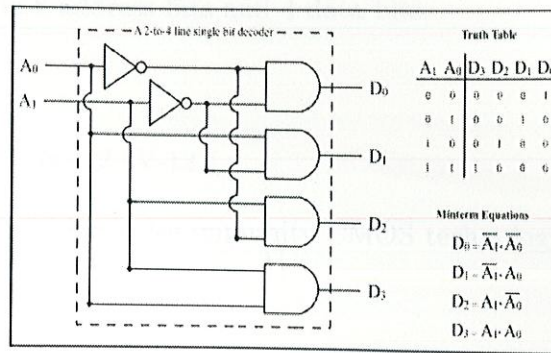 A 2-to-4 line single bit decoder
A0
A1
D0
D1
D2
D3
Truth Table
A1 A0 D3 D2 D1 D0
0 0 0 0 0 1
0 1 0 0 1 0
1 0 0 1 0 0
1 1 1 0 0 0
Minterm Equations
D0 = A̅1̅ · A̅0̅
D1 = A̅1̅ · A0
D2 = A1 · A̅0̅
D3 = A1 · A0